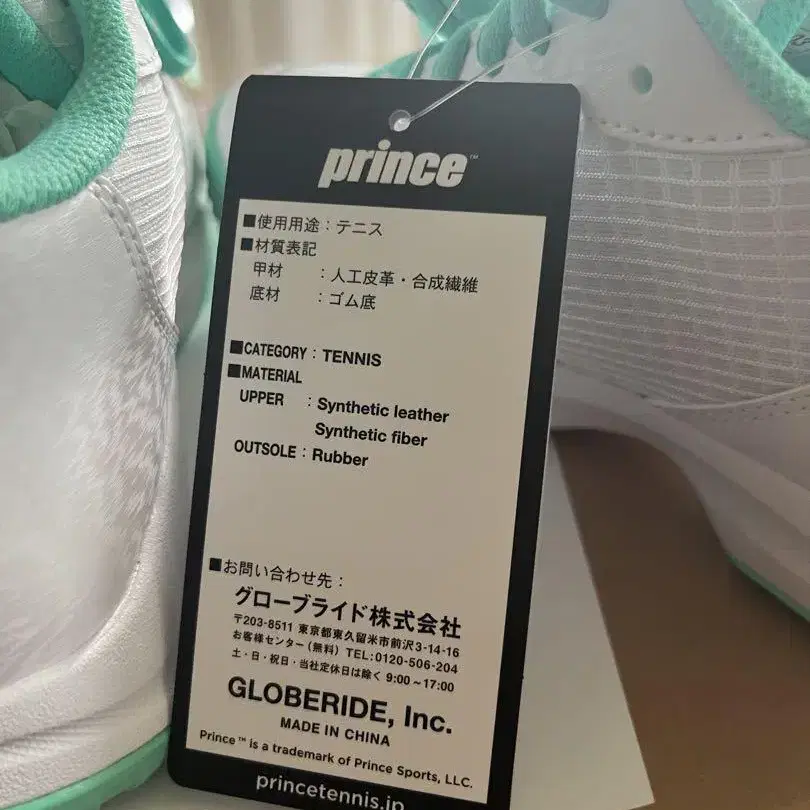 prince™
■使用用途：テニス
■材質表記
甲材　：人工皮革・合成繊維
底材　：ゴム底
■CATEGORY：TENNIS
■MATERIAL
UPPER　：Synthetic leather
Synthetic fiber
OUTSOLE：Rubber
■お問い合わせ先：
グローブライド株式会社
〒203-8511 東京都東久留米市前沢3-14-16
お客様センター（無料）TEL:0120-506-204
土・日・祝日・当社定休日は除く 9:00～17:00
GLOBERIDE, Inc.
MADE IN CHINA
Prince™ is a trademark of Prince Sports, LLC.
princetennis.jp